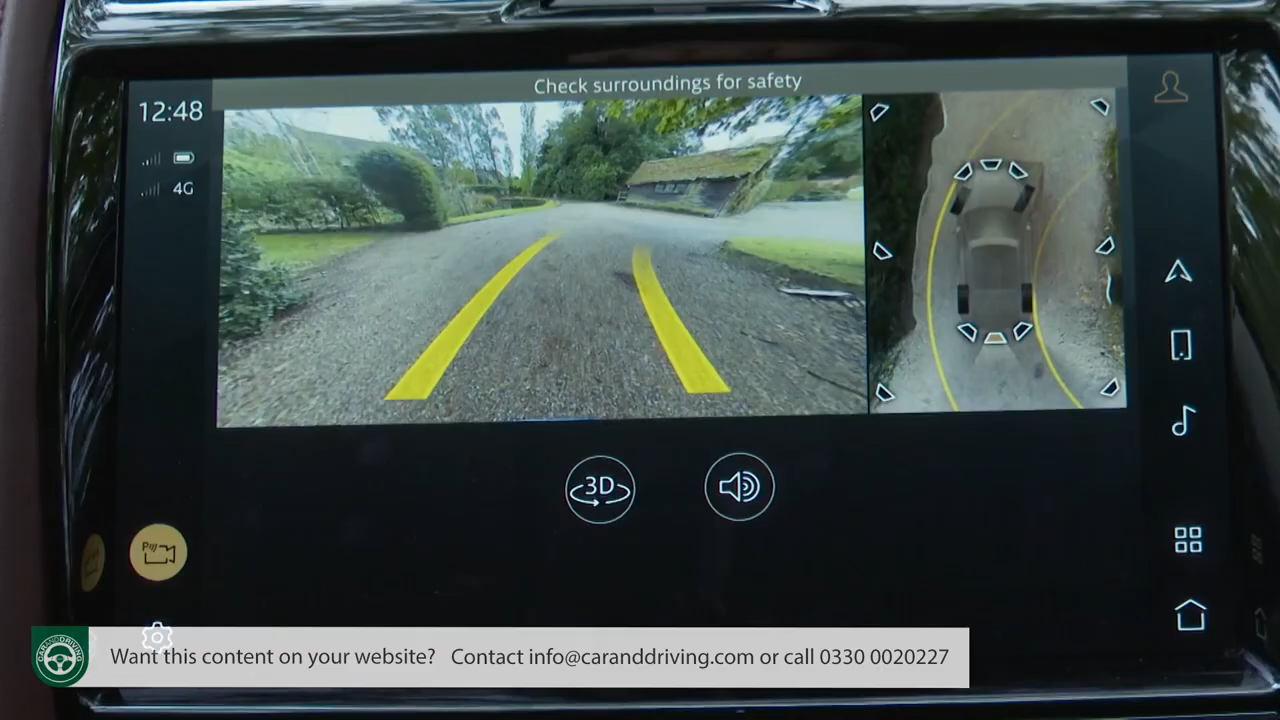 Check surroundings for safety
12:48
4G
3D
P
CARANDDRIVING
Want this content on your website? Contact info@caranddriving.com or call 0330 0020227